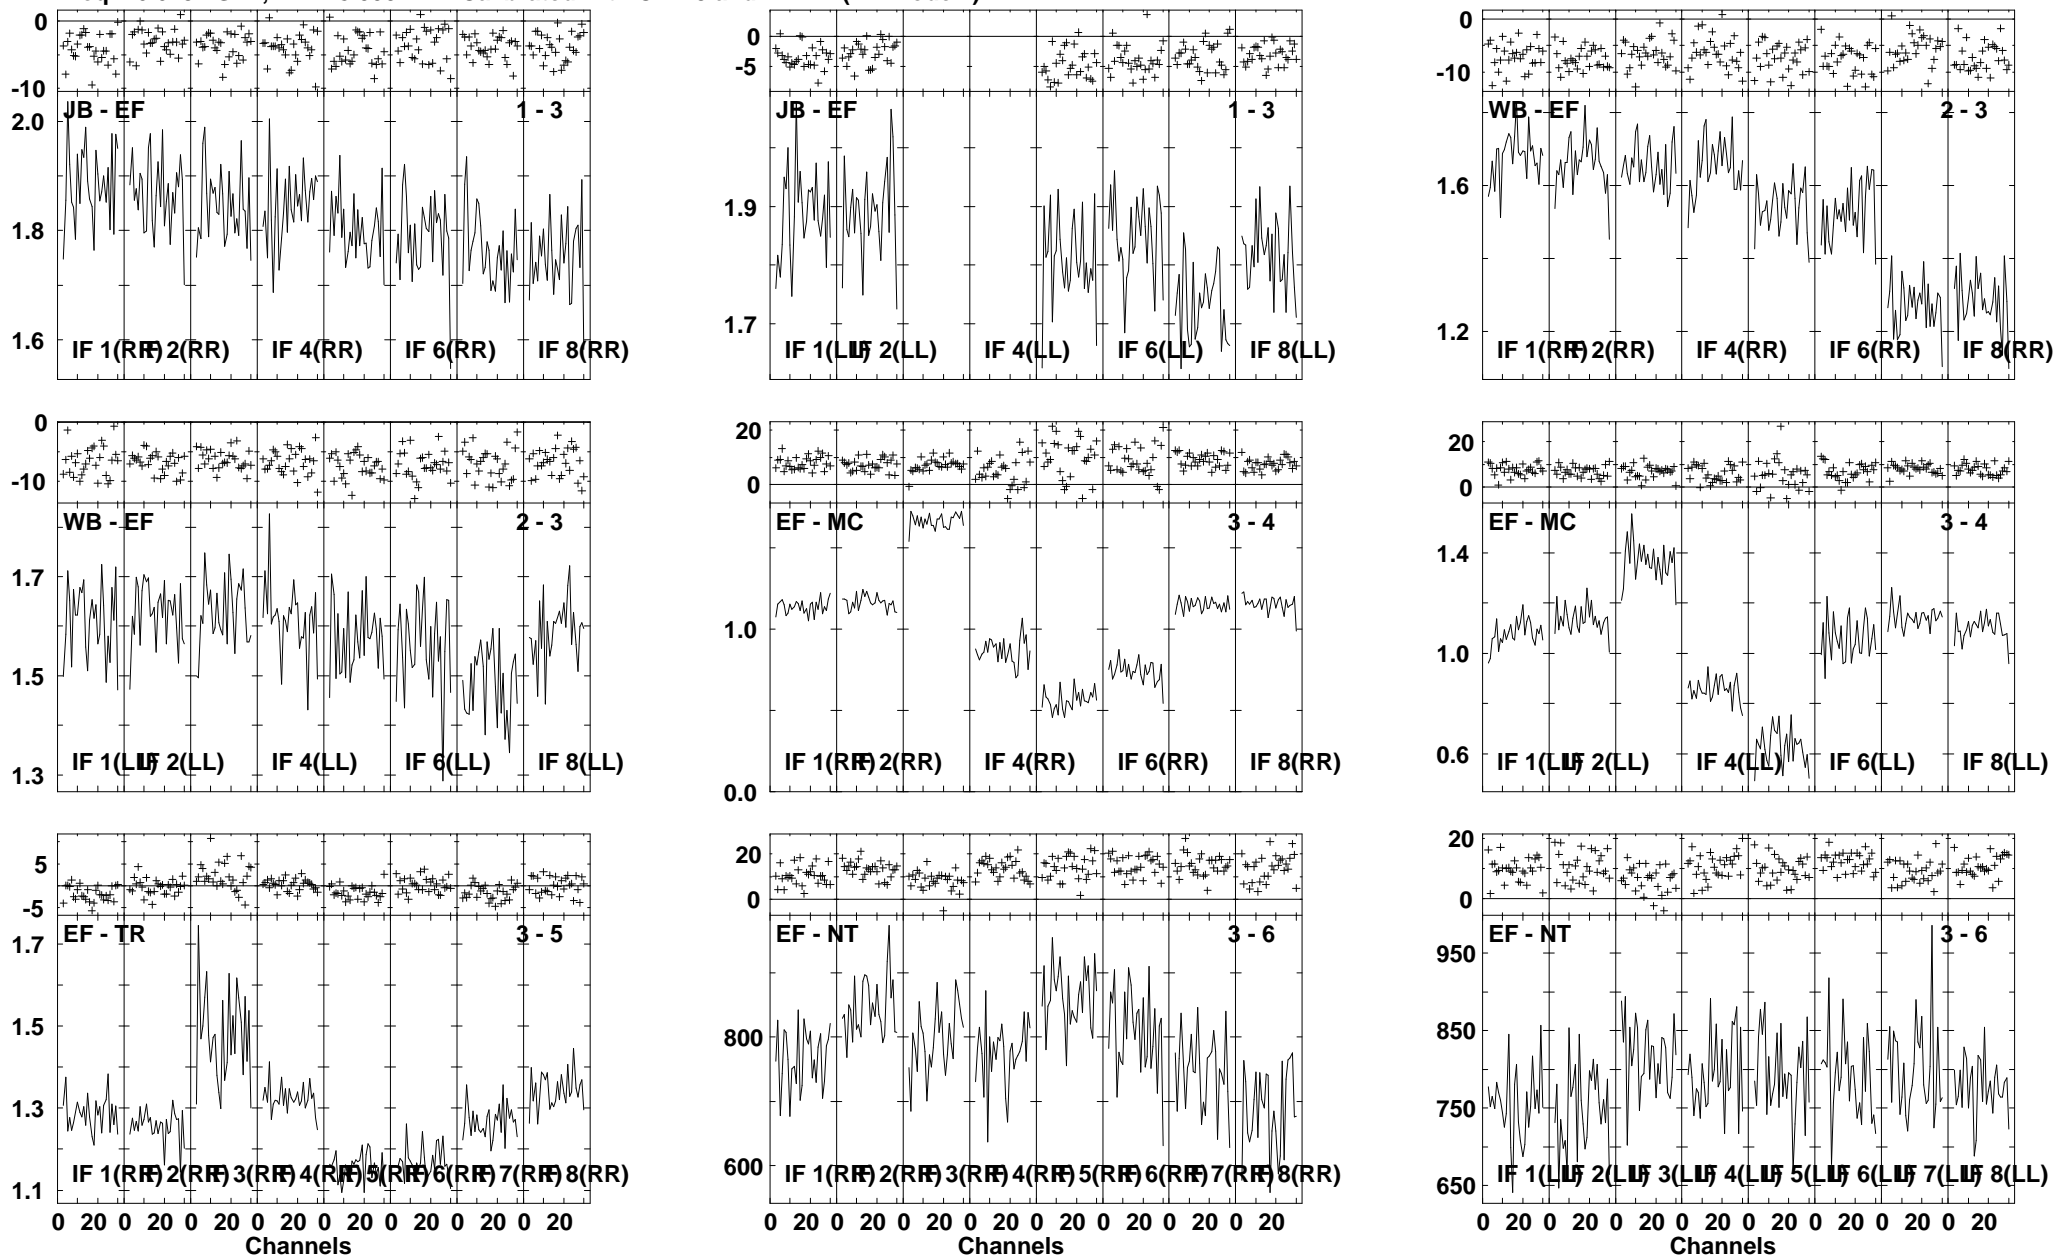 0
-10
JB - EF 1 - 3
2.0
1.8
1.6
IF 1(RR) IF 2(RR) IF 4(RR) IF 6(RR) IF 8(RR)
0
-5
JB - EF 1 - 3
1.9
1.7
IF 1(LL) IF 2(LL) IF 4(LL) IF 6(LL) IF 8(LL)
0
-10
WB - EF 2 - 3
1.6
1.2
IF 1(RR) IF 2(RR) IF 4(RR) IF 6(RR) IF 8(RR)
0
-10
WB - EF 2 - 3
1.7
1.5
1.3
IF 1(LL) IF 2(LL) IF 4(LL) IF 6(LL) IF 8(LL)
20
0
EF - MC 3 - 4
1.0
0.0
IF 1(RR) IF 2(RR) IF 4(RR) IF 6(RR) IF 8(RR)
20
0
EF - MC 3 - 4
1.4
1.0
0.6
IF 1(LL) IF 2(LL) IF 4(LL) IF 6(LL) IF 8(LL)
5
-5
EF - TR 3 - 5
1.7
1.5
1.3
1.1
IF 1(RR) IF 2(RR) IF 3(RR) IF 4(RR) IF 5(RR) IF 6(RR) IF 7(RR) IF 8(RR)
0 20 0 20 0 20 0 20 0 20 0 20 0 20 0 20
Channels
20
0
EF - NT 3 - 6
800
600
IF 1(RR) IF 2(RR) IF 3(RR) IF 4(RR) IF 5(RR) IF 6(RR) IF 7(RR) IF 8(RR)
0 20 0 20 0 20 0 20 0 20 0 20 0 20 0 20
Channels
20
0
EF - NT 3 - 6
950
850
750
650
IF 1(LL) IF 2(LL) IF 3(LL) IF 4(LL) IF 5(LL) IF 6(LL) IF 7(LL) IF 8(LL)
0 20 0 20 0 20 0 20 0 20 0 20 0 20 0 20
Channels